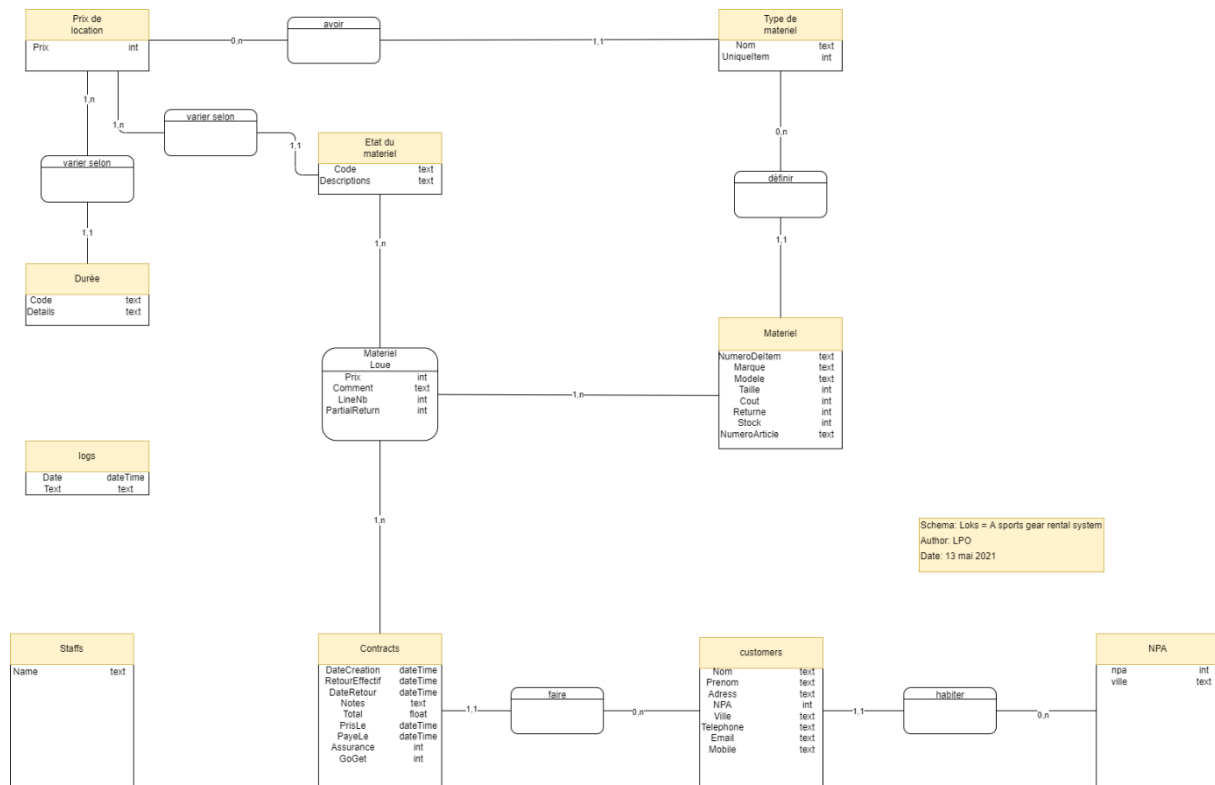 Prix de
location
Prix int
avoir
0,n
1,1
Type de
materiel
Nom text
UniqueItem int
1,n
1,n
varier selon
1,1
varier selon
1,1
Etat du
materiel
Code text
Descriptions text
0,n
définir
1,1
1,n
Durèe
Code text
Details text
Materiel
Loue
Prix int
Comment text
LineNb int
PartialReturn int
1,n
Materiel
NumeroDeItem text
Marque text
Modele text
Taille int
Cout int
Returne int
Stock int
NumeroArticle text
logs
Date dateTime
Text text
1,n
Schema: Loks = A sports gear rental system
Author: LPO
Date: 13 mai 2021
Staffs
Name text
Contracts
DateCreation dateTime
RetourEffectif dateTime
DateRetour dateTime
Notes text
Total float
PrisLe dateTime
PayeLe dateTime
Assurance int
GoGet int
1,1
faire
0,n
customers
Nom text
Prenom text
Adress text
NPA int
Ville text
Telephone text
Email text
Mobile text
1,1
habiter
0,n
NPA
npa int
ville text